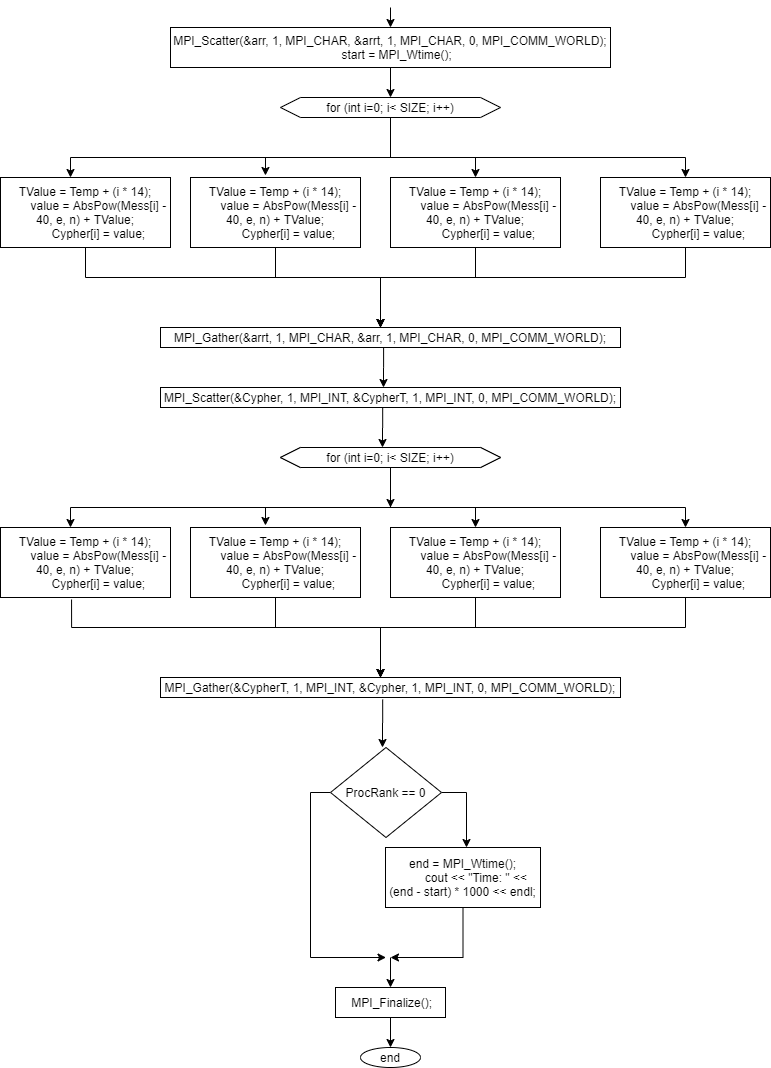 MPI_Scatter(&arr, 1, MPI_CHAR, &arrt, 1, MPI_CHAR, 0, MPI_COMM_WORLD);
start = MPI_Wtime();
for (int i=0; i< SIZE; i++)
TValue = Temp + (i * 14);
value = AbsPow(Mess[i] -
40, e, n) + TValue;
Cypher[i] = value;
TValue = Temp + (i * 14);
value = AbsPow(Mess[i] -
40, e, n) + TValue;
Cypher[i] = value;
TValue = Temp + (i * 14);
value = AbsPow(Mess[i] -
40, e, n) + TValue;
Cypher[i] = value;
TValue = Temp + (i * 14);
value = AbsPow(Mess[i] -
40, e, n) + TValue;
Cypher[i] = value;
MPI_Gather(&arrt, 1, MPI_CHAR, &arr, 1, MPI_CHAR, 0, MPI_COMM_WORLD);
MPI_Scatter(&Cypher, 1, MPI_INT, &CypherT, 1, MPI_INT, 0, MPI_COMM_WORLD);
for (int i=0; i< SIZE; i++)
TValue = Temp + (i * 14);
value = AbsPow(Mess[i] -
40, e, n) + TValue;
Cypher[i] = value;
TValue = Temp + (i * 14);
value = AbsPow(Mess[i] -
40, e, n) + TValue;
Cypher[i] = value;
TValue = Temp + (i * 14);
value = AbsPow(Mess[i] -
40, e, n) + TValue;
Cypher[i] = value;
TValue = Temp + (i * 14);
value = AbsPow(Mess[i] -
40, e, n) + TValue;
Cypher[i] = value;
MPI_Gather(&CypherT, 1, MPI_INT, &Cypher, 1, MPI_INT, 0, MPI_COMM_WORLD);
ProcRank == 0
end = MPI_Wtime();
cout << "Time: " <<
(end - start) * 1000 << endl;
MPI_Finalize();
end